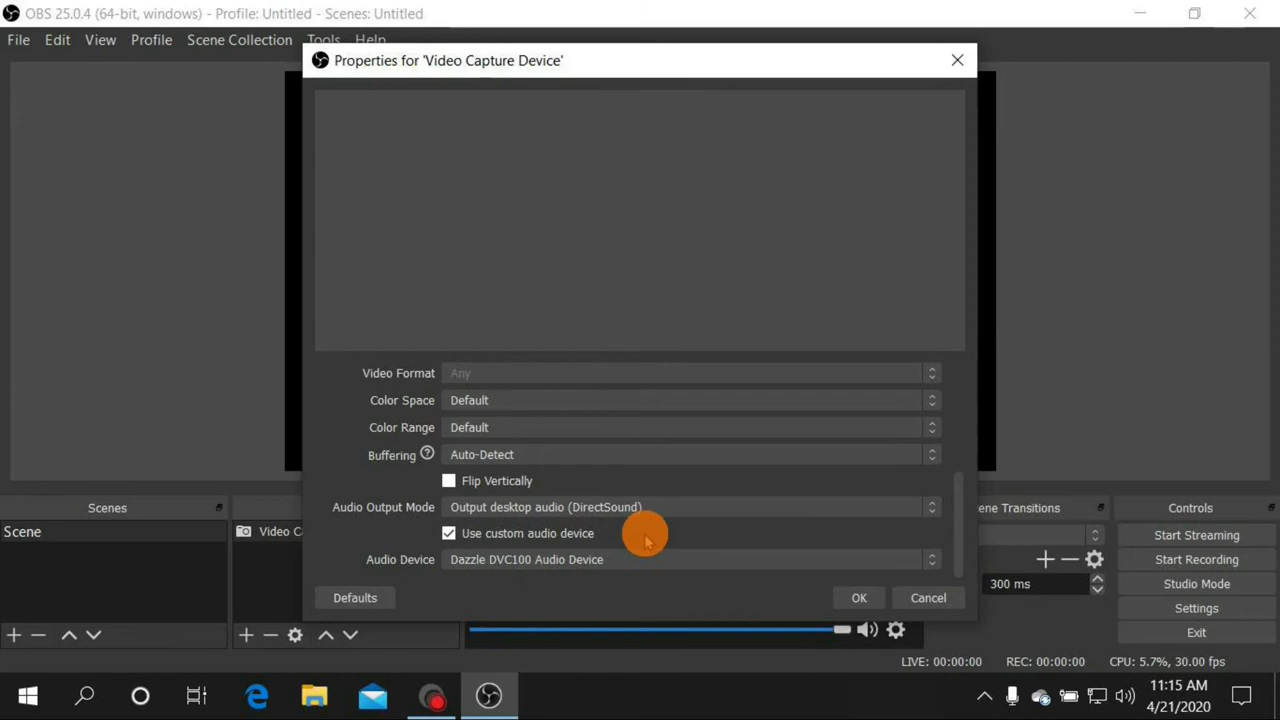 OBS 25.0.4 (64-bit, windows) - Profile: Untitled - Scenes: Untitled
File Edit View Profile Scene Collection Tools Help
Properties for 'Video Capture Device'
Video Format Any
Color Space Default
Color Range Default
Buffering ? Auto-Detect
Flip Vertically
Audio Output Mode Output desktop audio (DirectSound)
Use custom audio device
Audio Device Dazzle DVC100 Audio Device
Defaults OK Cancel
Scenes
Scene
Video C
ene Transitions
300 ms
Controls
Start Streaming
Start Recording
Studio Mode
Settings
Exit
LIVE: 00:00:00 REC: 00:00:00 CPU: 5.7%, 30.00 fps
11:15 AM
4/21/2020